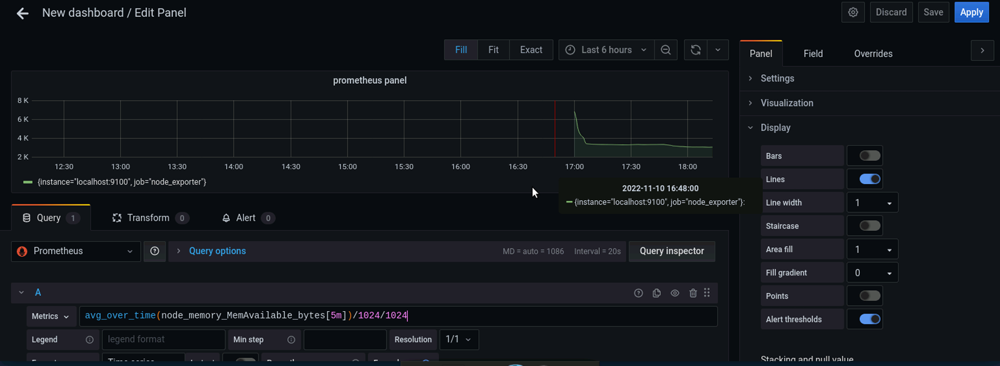 New dashboard / Edit Panel
Discard
Save
Apply
Fill
Fit
Exact
Last 6 hours
Panel
Field
Overrides
prometheus panel
8 K
6 K
4 K
2 K
12:30
13:00
13:30
14:00
14:30
15:00
15:30
16:00
16:30
17:00
17:30
18:00
{instance="localhost:9100", job="node_exporter"}
2022-11-10 16:48:00
{instance="localhost:9100", job="node_exporter"}:
Settings
Visualization
Display
Bars
Lines
Line width 1
Staircase
Area fill 1
Fill gradient 0
Points
Alert thresholds
Stacking and null value
Query 1
Transform 0
Alert 0
Prometheus
Query options
MD = auto = 1086
Interval = 20s
Query inspector
A
Metrics
avg_over_time(node_memory_MemAvailable_bytes[5m])/1024/1024
Legend
legend format
Min step
Resolution
1/1
Time series